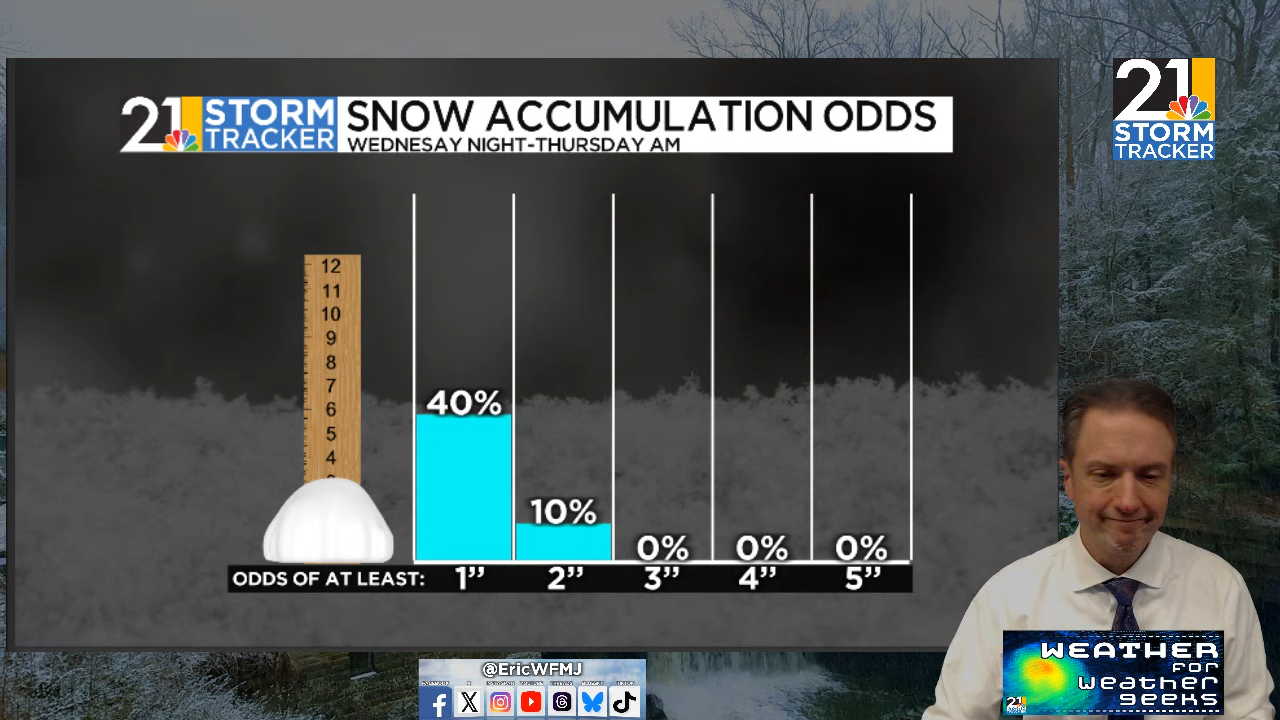 21 STORM TRACKER
SNOW ACCUMULATION ODDS
WEDNESAY NIGHT-THURSDAY AM
21
STORM
TRACKER
12
11
10
9
8
7
6
5
4
40%
10%
0% 0% 0%
ODDS OF AT LEAST: 1’’ 2’’ 3’’ 4’’ 5’’
@EricWFMJ
WEATHER
FOR
Weather
geeks
21